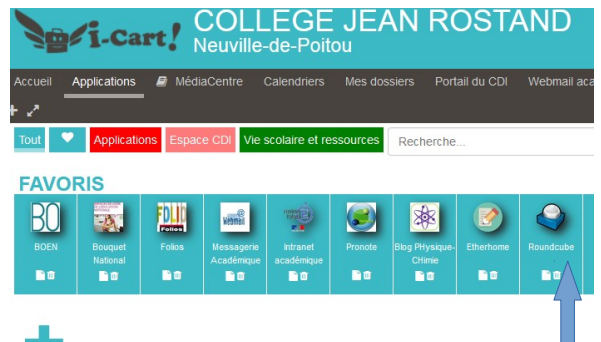 i-Cart!
COLLEGE JEAN ROSTAND
Neuville-de-Poitou
Accueil Applications MédiaCentre Calendriers Mes dossiers Portail du CDI Webmail aca
Tout Applications Espace CDI Vie scolaire et ressources Recherche...
FAVORIS
BO FOLIO Folios Webmail
BOEN Bouquet National Folios Messagerie Académique Intranet académique Pronote Blog PHysique-CHimie Etherhome Roundcube